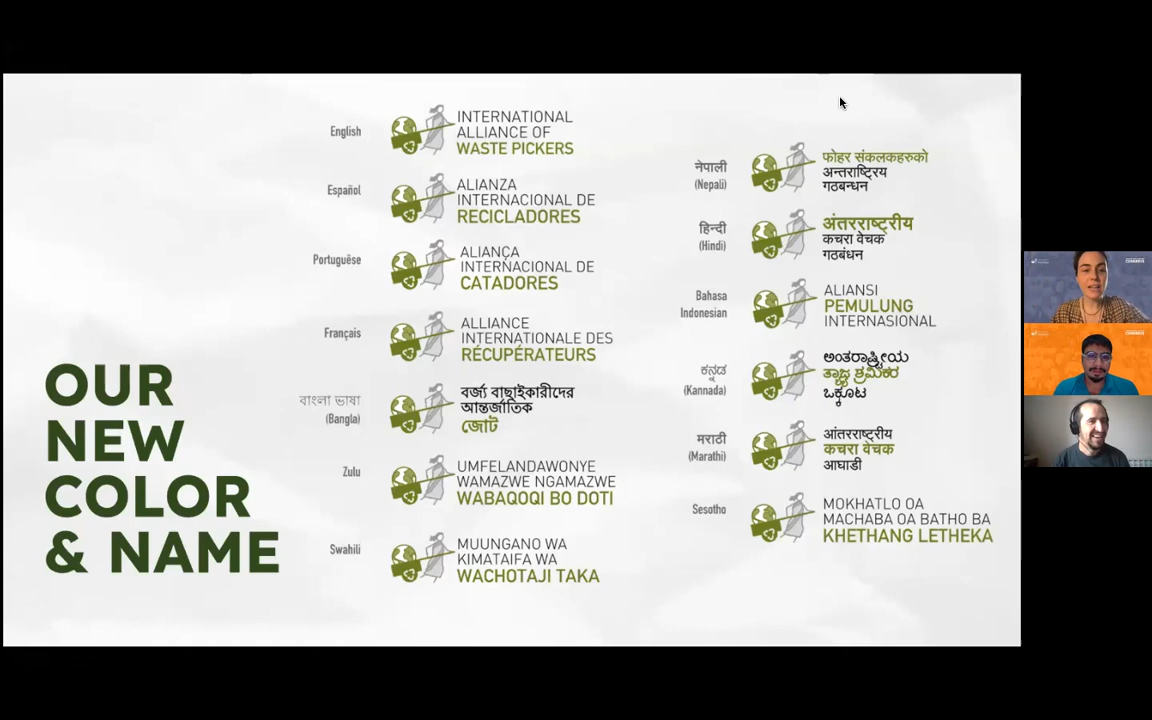 OUR
NEW
COLOR
& NAME
English
INTERNATIONAL
ALLIANCE OF
WASTE PICKERS
Español
ALIANZA
INTERNACIONAL DE
RECICLADORES
Portuguêse
ALIANÇA
INTERNACIONAL DE
CATADORES
Français
ALLIANCE
INTERNATIONALE DES
RÉCUPÉRATEURS
বাংলা ভাষা
(Bangla)
বর্জ্য বাছাইকারীদের
আন্তর্জাতিক
জোট
Zulu
UMFELANDAWONYE
WAMAZWE NGAMAZWE
WABAQOQI BO DOTI
Swahili
MUUNGANO WA
KIMATAIFA WA
WACHOTAJI TAKA
नेपाली
(Nepali)
फोहर संकलकहरुको
अन्तराष्ट्रिय
गठबन्धन
हिन्दी
(Hindi)
अंतरराष्ट्रीय
कचरा वेचक
गठबंधन
Bahasa
Indonesian
ALIANSI
PEMULUNG
INTERNASIONAL
ಕನ್ನಡ
(Kannada)
ಅಂತರಾಷ್ಟ್ರೀಯ
ತ್ಯಾಜ್ಯ ಶ್ರಮಿಕರ
ಒಕ್ಕೂಟ
मराठी
(Marathi)
आंतरराष्ट्रीय
कचरा वेचक
आघाडी
Sesotho
MOKHATLO OA
MACHABA OA BATHO BA
KHETHANG LETHEKA